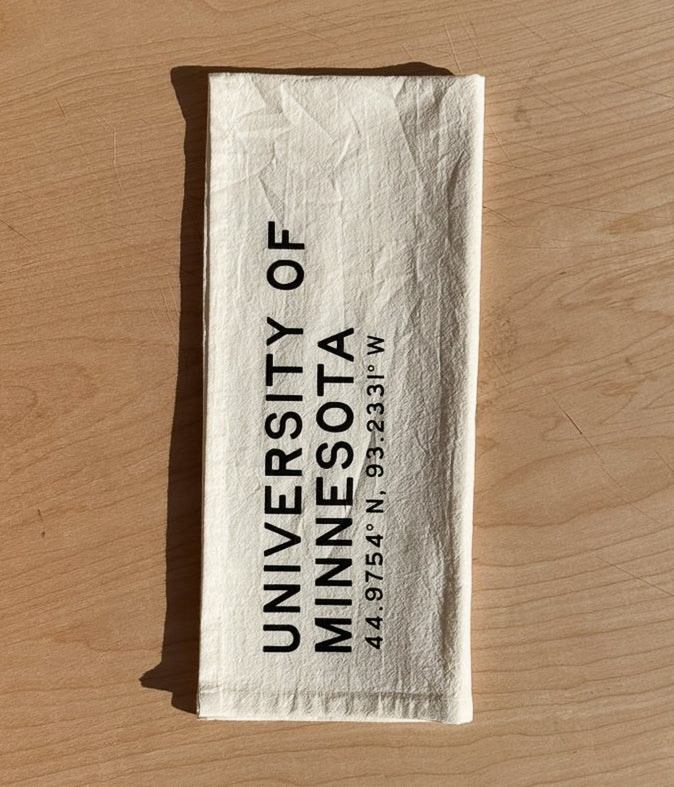 UNIVERSITY OF
MINNESOTA
44.9754° N, 93.2331° W